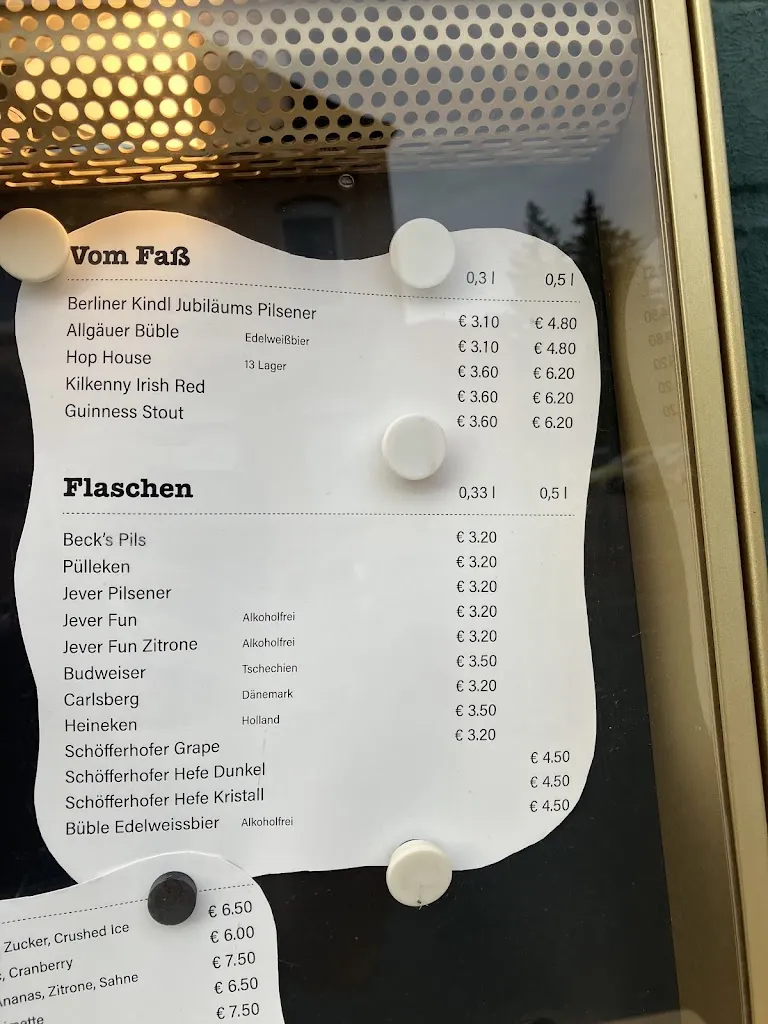 Vom Faß 0,3 l 0,5 l
Berliner Kindl Jubiläums Pilsener € 3.10 € 4.80
Allgäuer Büble Edelweißbier € 3.10 € 4.80
Hop House 13 Lager € 3.60 € 6.20
Kilkenny Irish Red € 3.60 € 6.20
Guinness Stout € 3.60 € 6.20
Flaschen 0,33 l 0,5 l
Beck's Pils € 3.20
Pülleken € 3.20
Jever Pilsener € 3.20
Jever Fun Alkoholfrei € 3.20
Jever Fun Zitrone Alkoholfrei € 3.20
Budweiser Tschechien € 3.50
Carlsberg Dänemark € 3.20
Heineken Holland € 3.50
Schöfferhofer Grape € 3.20
Schöfferhofer Hefe Dunkel € 4.50
Schöfferhofer Hefe Kristall € 4.50
Büble Edelweissbier Alkoholfrei € 4.50
€ 6.50
Zucker, Crushed Ice € 6.00
Cranberry € 7.50
Ananas, Zitrone, Sahne € 6.50
€ 7.50